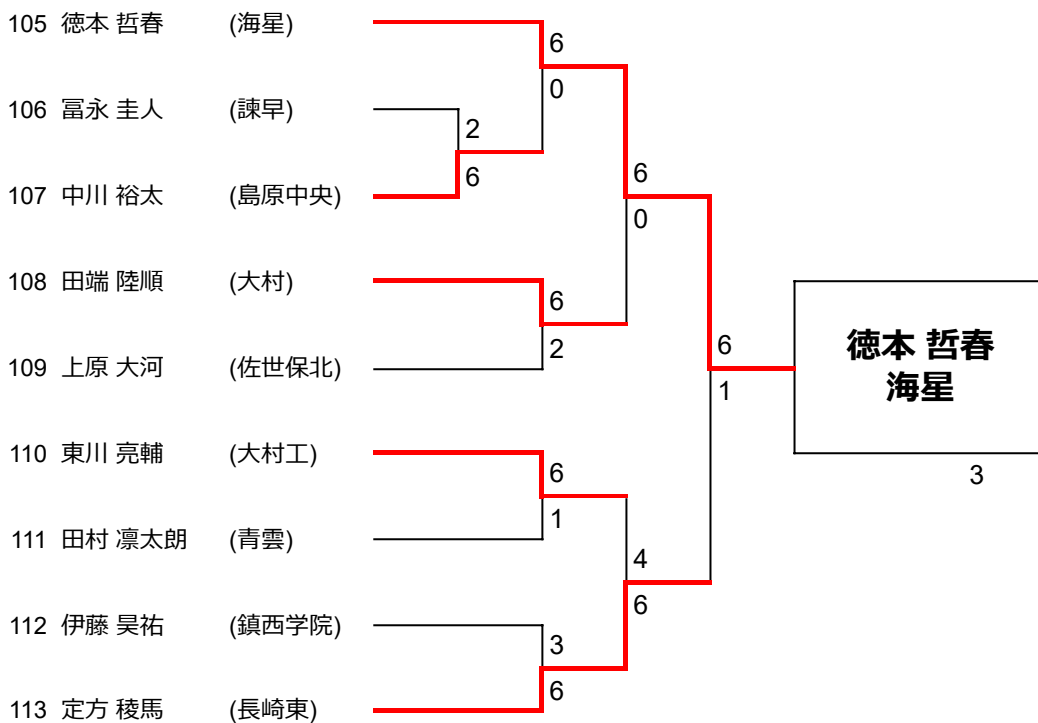 105 徳本 哲春 (海星)
6
0
106 冨永 圭人 (諫早)
2
6
107 中川 裕太 (島原中央)
6
0
108 田端 陸順 (大村)
6
2
109 上原 大河 (佐世保北)
6
1
徳本 哲春
海星
3
110 東川 亮輔 (大村工)
6
1
111 田村 凛太朗 (青雲)
4
6
112 伊藤 昊祐 (鎮西学院)
3
6
113 定方 稜馬 (長崎東)